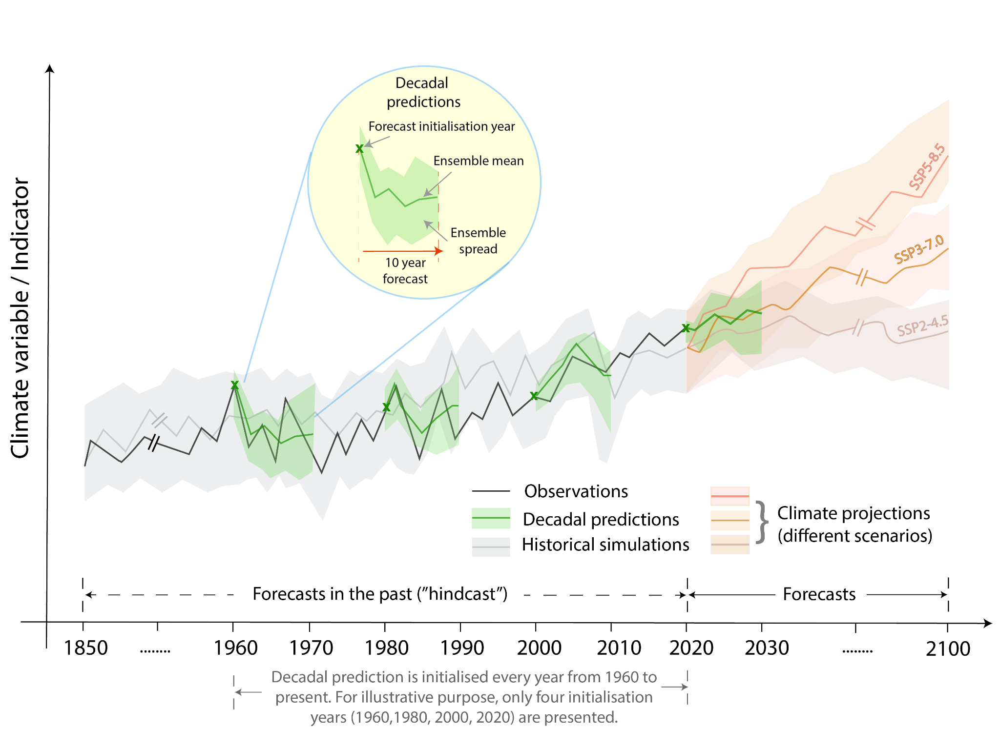 Climate variable / Indicator
Decadal
predictions
Forecast initialisation year
Ensemble mean
Ensemble
spread
10 year
forecast
SSP5-8.5
SSP3-7.0
SSP2-4.5
Observations
Decadal predictions
Historical simulations
Climate projections
(different scenarios)
Forecasts in the past (”hindcast”)
Forecasts
1850 ........ 1960 1970 1980 1990 2000 2010 2020 2030 ........ 2100
Decadal prediction is initialised every year from 1960 to
present. For illustrative purpose, only four initialisation
years (1960,1980, 2000, 2020) are presented.